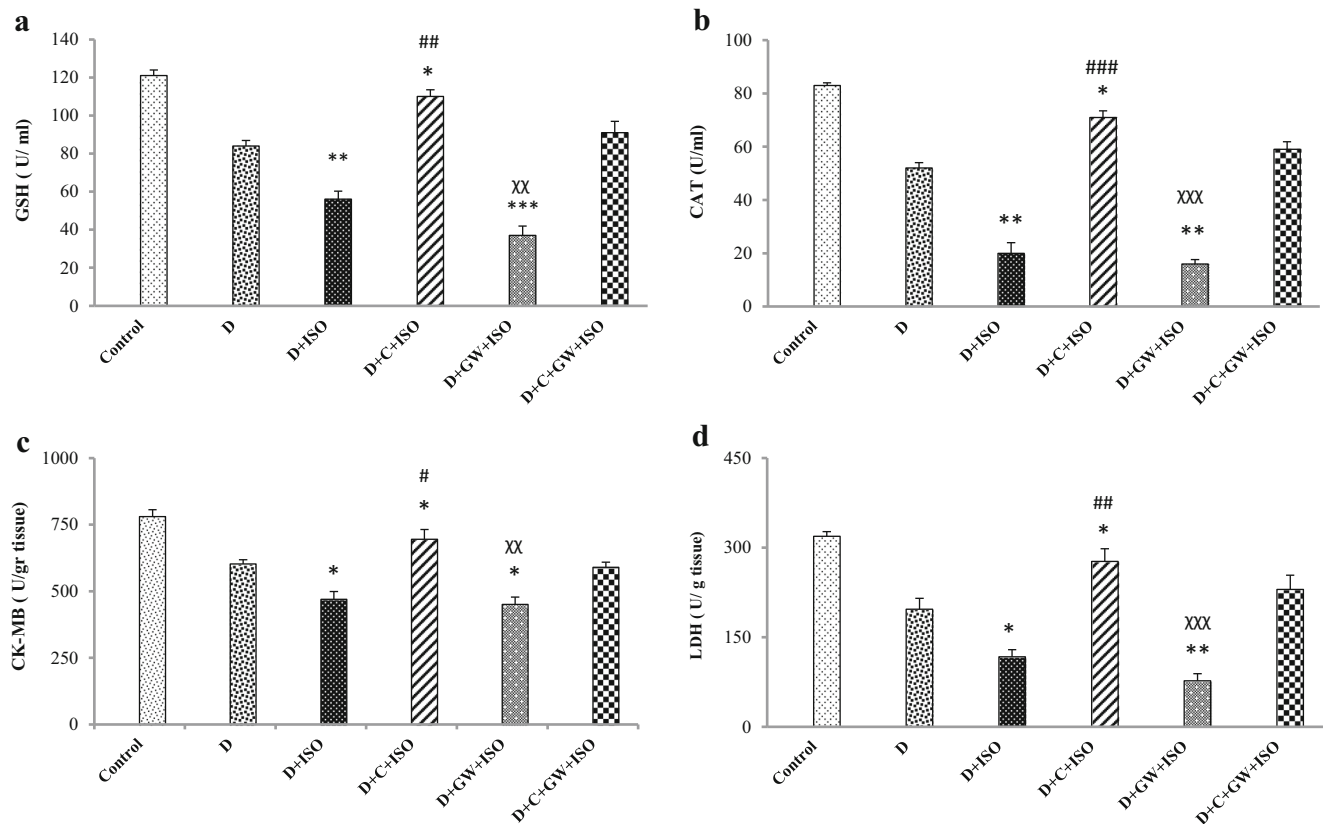 a
GSH ( U/ ml)
140
120
100
80
60
40
20
0
**
##
*
χχ
***
Control
D
D+ISO
D+C+ISO
D+GW+ISO
D+C+GW+ISO
b
CAT (U/ml)
100
80
60
40
20
0
**
###
*
χχχ
**
Control
D
D+ISO
D+C+ISO
D+GW+ISO
D+C+GW+ISO
c
CK-MB ( U/gr tissue)
1000
750
500
250
0
*
#
*
χχ
*
Control
D
D+ISO
D+C+ISO
D+GW+ISO
D+C+GW+ISO
d
LDH ( U/ g tissue)
450
300
150
0
*
##
*
χχχ
**
Control
D
D+ISO
D+C+ISO
D+GW+ISO
D+C+GW+ISO